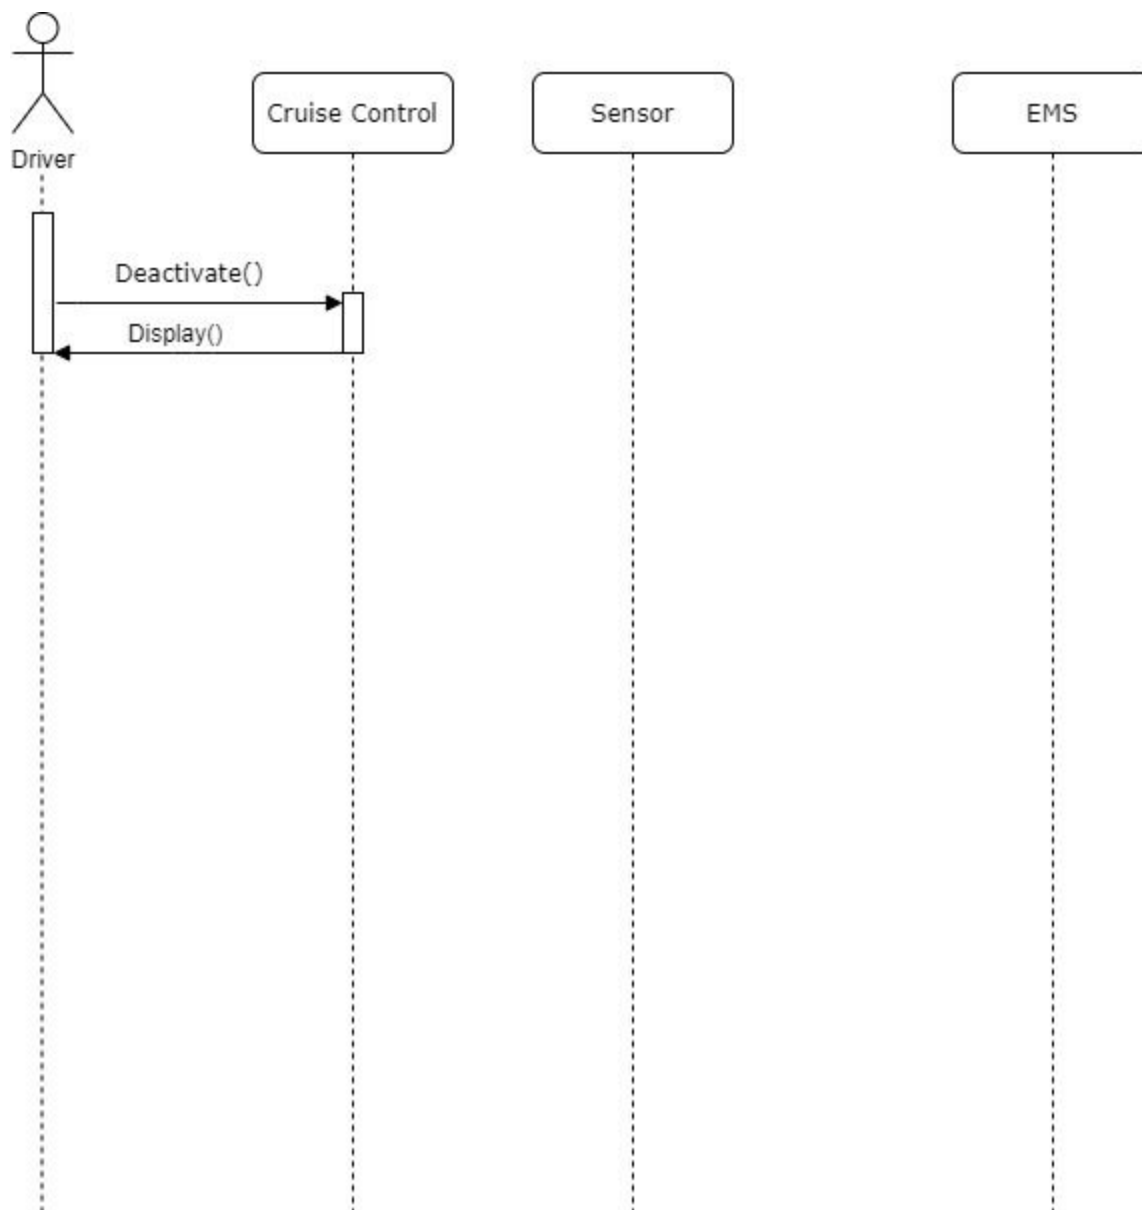 Driver
Cruise Control
Sensor
EMS
Deactivate()
Display()